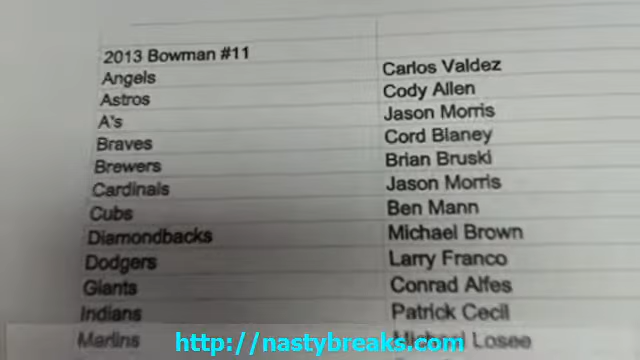 2013 Bowman #11
Angels Carlos Valdez
Astros Cody Allen
A's Jason Morris
Braves Cord Blaney
Brewers Brian Bruski
Cardinals Jason Morris
Cubs Ben Mann
Diamondbacks Michael Brown
Dodgers Larry Franco
Giants Conrad Alfes
Indians Patrick Cecil
Marlins Michael Losee
http://nastybreaks.com